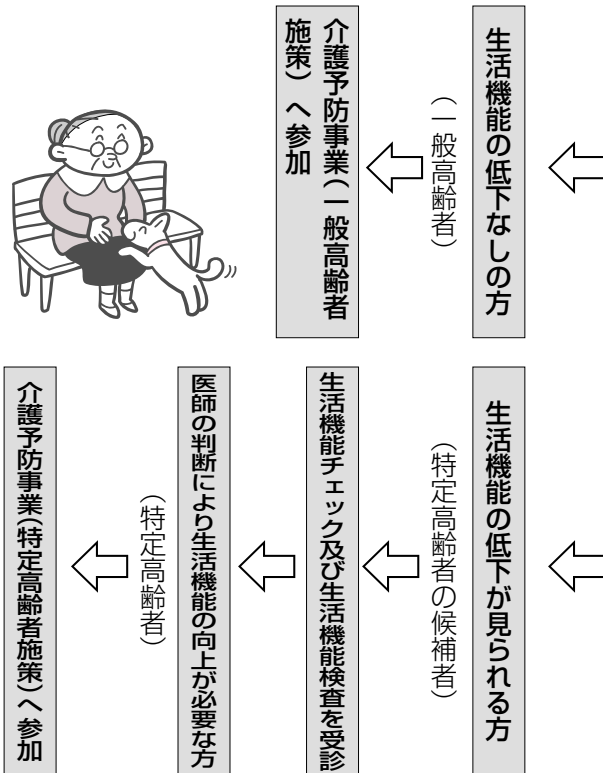 生活機能の低下なしの方
（一般高齢者）
介護予防事業（一般高齢者
施策）へ参加
生活機能の低下が見られる方
（特定高齢者の候補者）
生活機能チェック及び生活機能検査を受診
医師の判断により生活機能の向上が必要な方
（特定高齢者）
介護予防事業（特定高齢者施策）へ参加